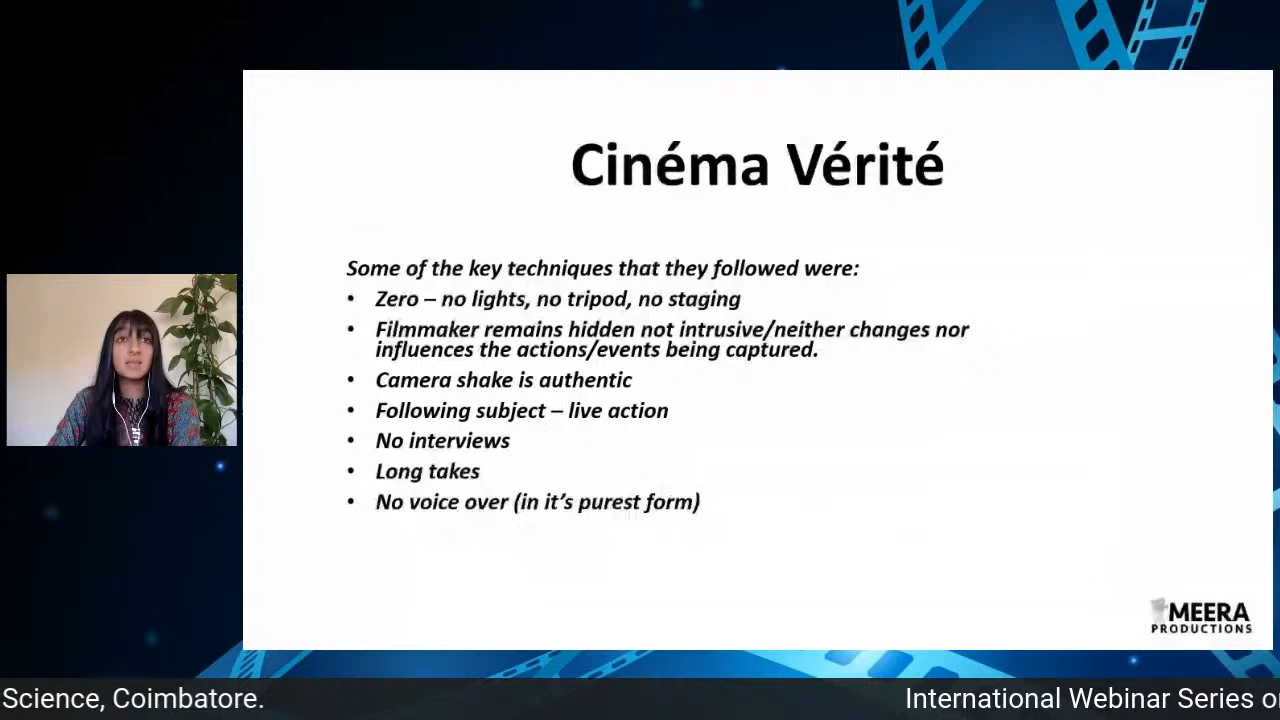 Cinéma Vérité
Some of the key techniques that they followed were:
• Zero – no lights, no tripod, no staging
• Filmmaker remains hidden not intrusive/neither changes nor
influences the actions/events being captured.
• Camera shake is authentic
• Following subject – live action
• No interviews
• Long takes
• No voice over (in it’s purest form)
MEERA
PRODUCTIONS
Science, Coimbatore. International Webinar Series